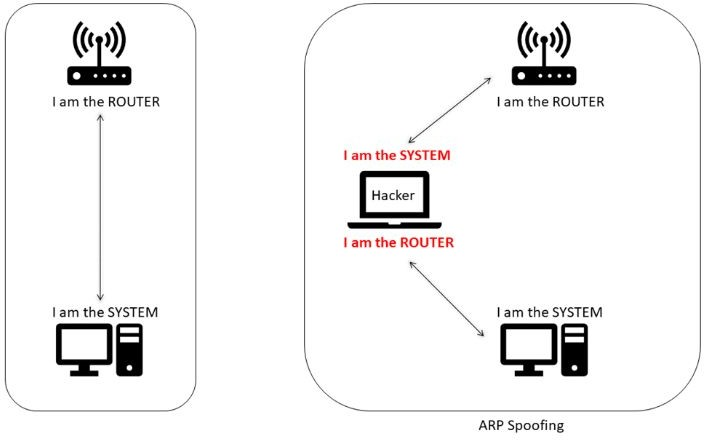 I am the ROUTER
I am the SYSTEM
I am the ROUTER
I am the SYSTEM
Hacker
I am the ROUTER
I am the SYSTEM
ARP Spoofing